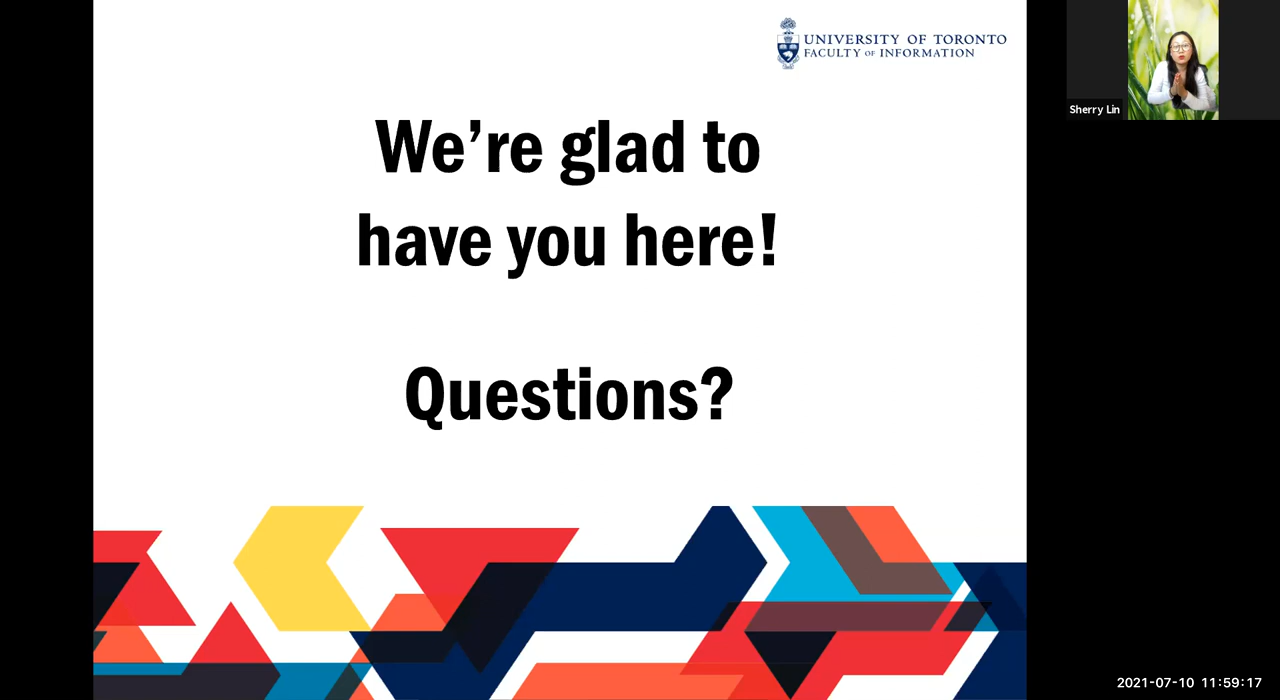 UNIVERSITY OF TORONTO
FACULTY OF INFORMATION
Sherry Lin
We’re glad to
have you here!
Questions?
2021-07-10 11:59:17